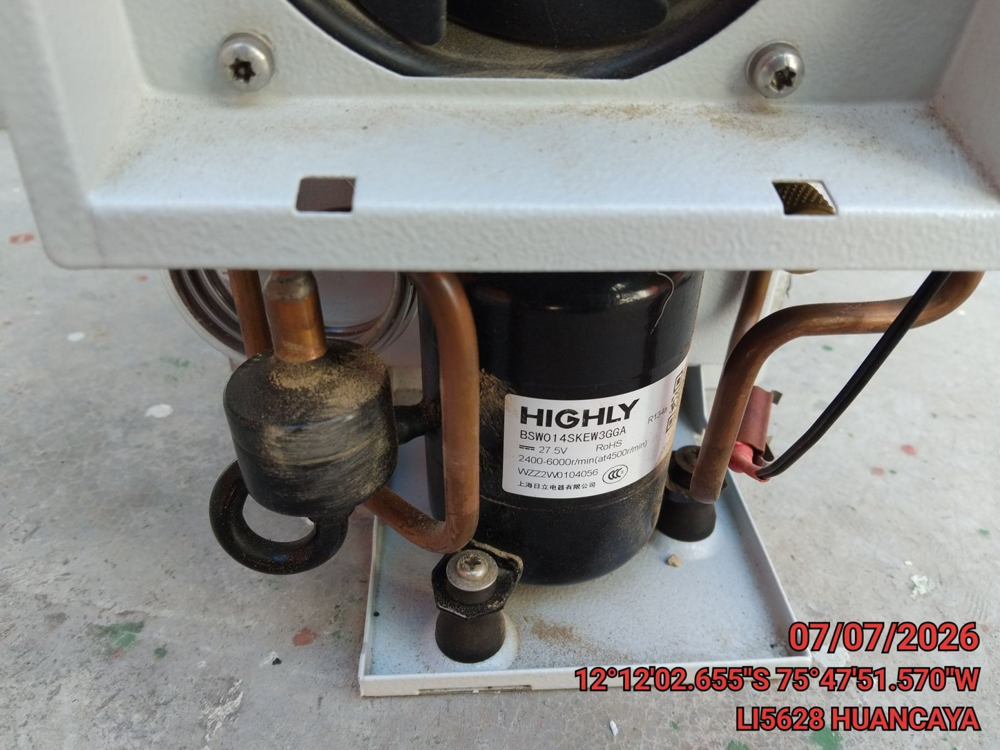 HIGHLY
BSW014SKEW3GGA
R134a
⎓ 27.5V RoHS
2400-6000r/min(at4500r/min)
WZZ2W0104056 CCC S
上海日立电器有限公司
07/07/2026
12°12'02.655"S 75°47'51.570"W
LI5628 HUANCAYA